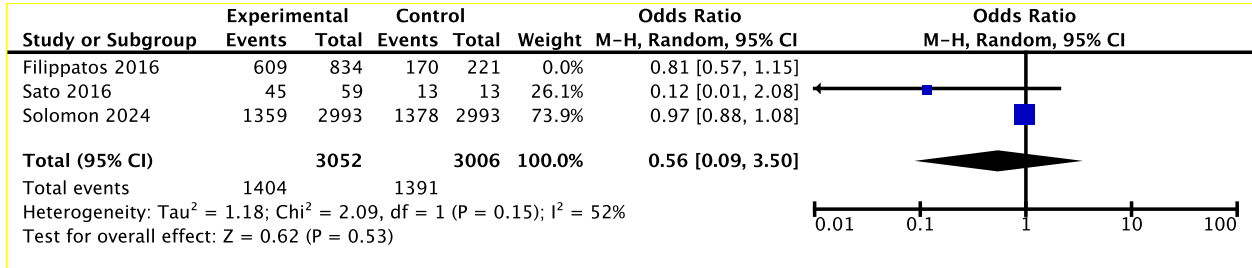 Experimental Control Odds Ratio Odds Ratio
Study or Subgroup Events Total Events Total Weight M-H, Random, 95% CI M-H, Random, 95% CI
Filippatos 2016 609 834 170 221 0.0% 0.81 [0.57, 1.15]
Sato 2016 45 59 13 13 26.1% 0.12 [0.01, 2.08]
Solomon 2024 1359 2993 1378 2993 73.9% 0.97 [0.88, 1.08]
Total (95% CI) 3052 3006 100.0% 0.56 [0.09, 3.50]
Total events 1404 1391
Heterogeneity: Tau² = 1.18; Chi² = 2.09, df = 1 (P = 0.15); I² = 52%
Test for overall effect: Z = 0.62 (P = 0.53)
0.01 0.1 1 10 100